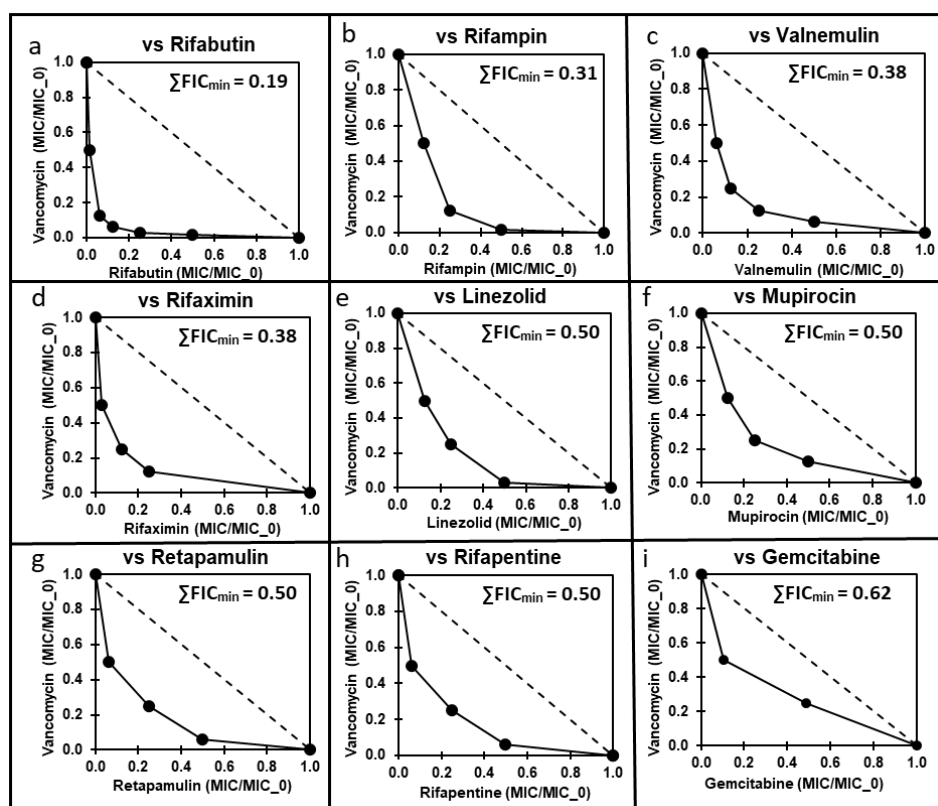 a
vs Rifabutin
∑FICmin = 0.19
Vancomycin (MIC/MIC_0)
1.0
0.8
0.6
0.4
0.2
0.0
0.0 0.2 0.4 0.6 0.8 1.0
Rifabutin (MIC/MIC_0)
b
vs Rifampin
∑FICmin = 0.31
Vancomycin (MIC/MIC_0)
1.0
0.8
0.6
0.4
0.2
0.0
0.0 0.2 0.4 0.6 0.8 1.0
Rifampin (MIC/MIC_0)
c
vs Valnemulin
∑FICmin = 0.38
Vancomycin (MIC/MIC_0)
1.0
0.8
0.6
0.4
0.2
0.0
0.0 0.2 0.4 0.6 0.8 1.0
Valnemulin (MIC/MIC_0)
d
vs Rifaximin
∑FICmin = 0.38
Vancomycin (MIC/MIC_0)
1.0
0.8
0.6
0.4
0.2
0.0
0.0 0.2 0.4 0.6 0.8 1.0
Rifaximin (MIC/MIC_0)
e
vs Linezolid
∑FICmin = 0.50
Vancomycin (MIC/MIC_0)
1.0
0.8
0.6
0.4
0.2
0.0
0.0 0.2 0.4 0.6 0.8 1.0
Linezolid (MIC/MIC_0)
f
vs Mupirocin
∑FICmin = 0.50
Vancomycin (MIC/MIC_0)
1.0
0.8
0.6
0.4
0.2
0.0
0.0 0.2 0.4 0.6 0.8 1.0
Mupirocin (MIC/MIC_0)
g
vs Retapamulin
∑FICmin = 0.50
Vancomycin (MIC/MIC_0)
1.0
0.8
0.6
0.4
0.2
0.0
0.0 0.2 0.4 0.6 0.8 1.0
Retapamulin (MIC/MIC_0)
h
vs Rifapentine
∑FICmin = 0.50
Vancomycin (MIC/MIC_0)
1.0
0.8
0.6
0.4
0.2
0.0
0.0 0.2 0.4 0.6 0.8 1.0
Rifapentine (MIC/MIC_0)
i
vs Gemcitabine
∑FICmin = 0.62
Vancomycin (MIC/MIC_0)
1.0
0.8
0.6
0.4
0.2
0.0
0.0 0.2 0.4 0.6 0.8 1.0
Gemcitabine (MIC/MIC_0)